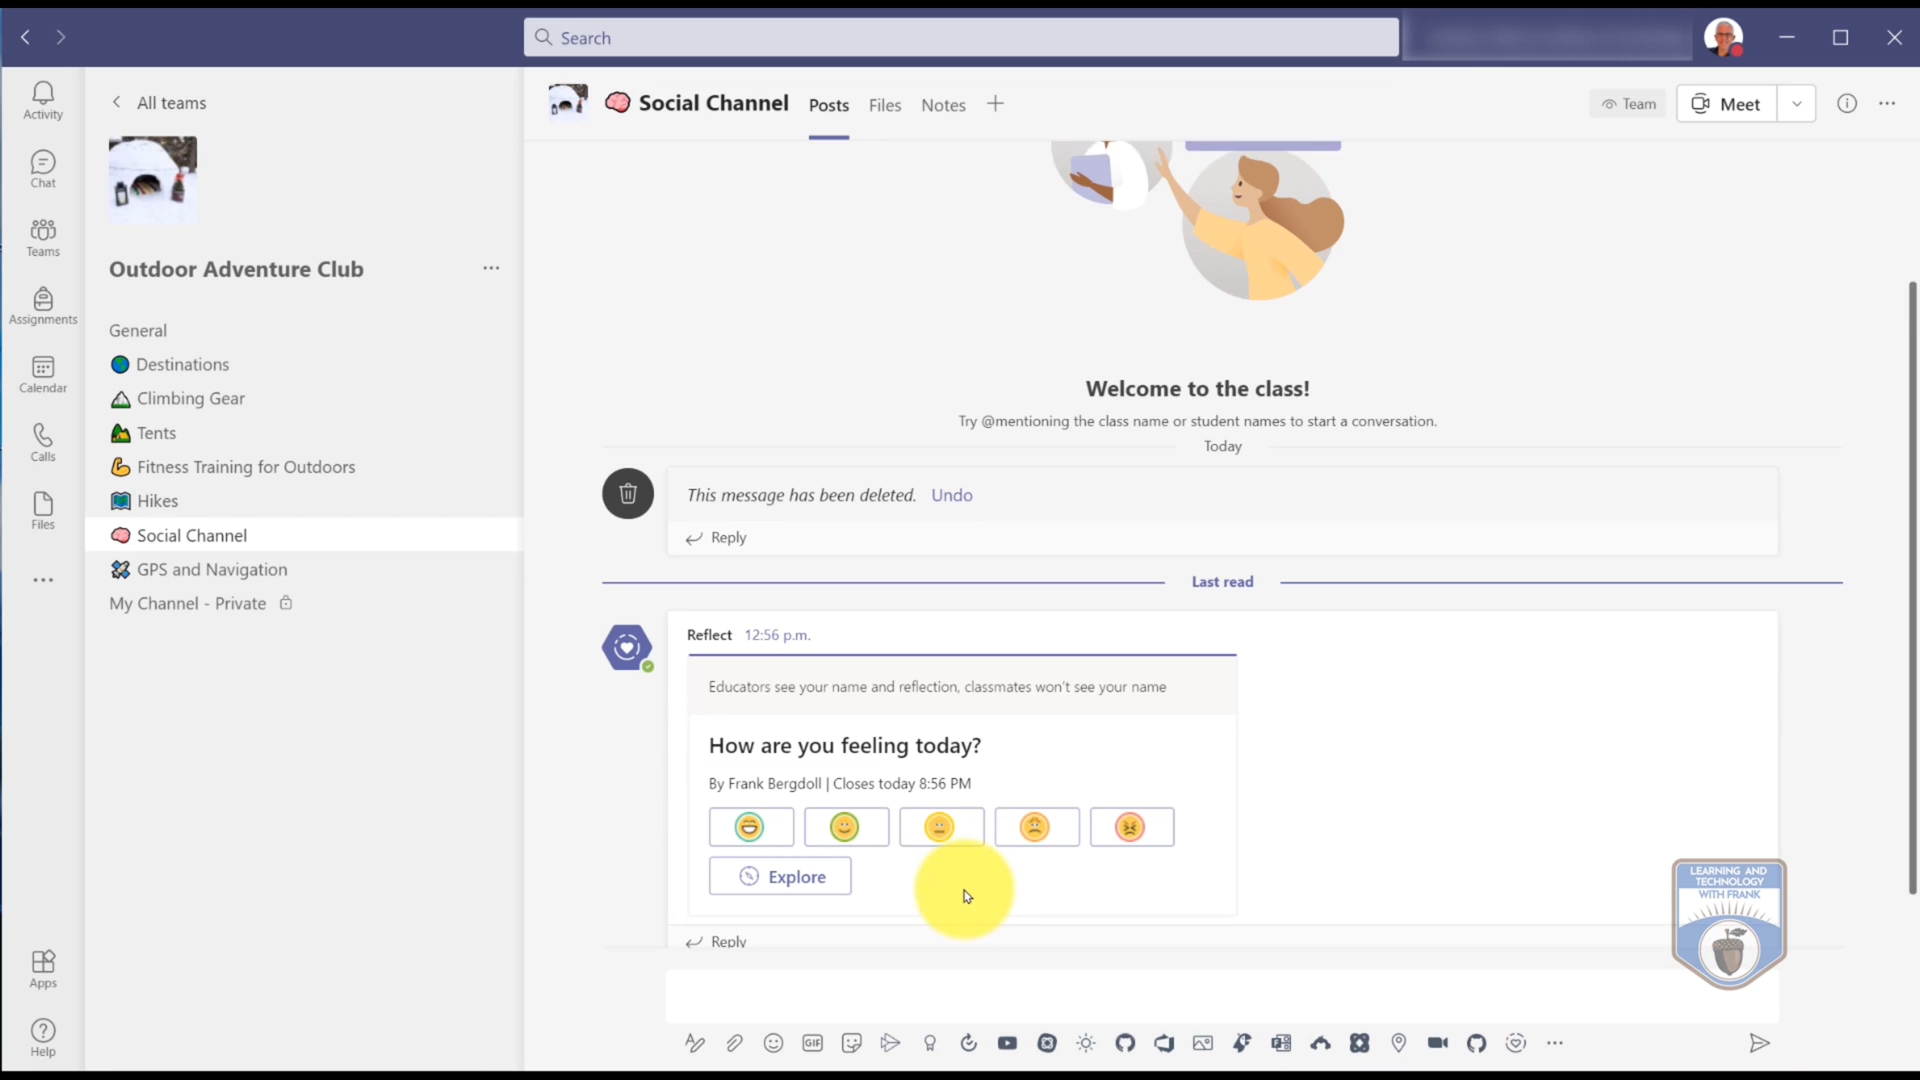 Search
Activity
Chat
Teams
Assignments
Calendar
Calls
Files
Apps
Help
All teams
Outdoor Adventure Club
General
Destinations
Climbing Gear
Tents
Fitness Training for Outdoors
Hikes
Social Channel
GPS and Navigation
My Channel - Private
Social Channel Posts Files Notes
Team Meet
Welcome to the class!
Try @mentioning the class name or student names to start a conversation.
Today
This message has been deleted. Undo
Reply
Last read
Reflect 12:56 p.m.
Educators see your name and reflection, classmates won't see your name
How are you feeling today?
By Frank Bergdoll | Closes today 8:56 PM
Explore
Reply
GIF
LEARNING AND
TECHNOLOGY
WITH FRANK